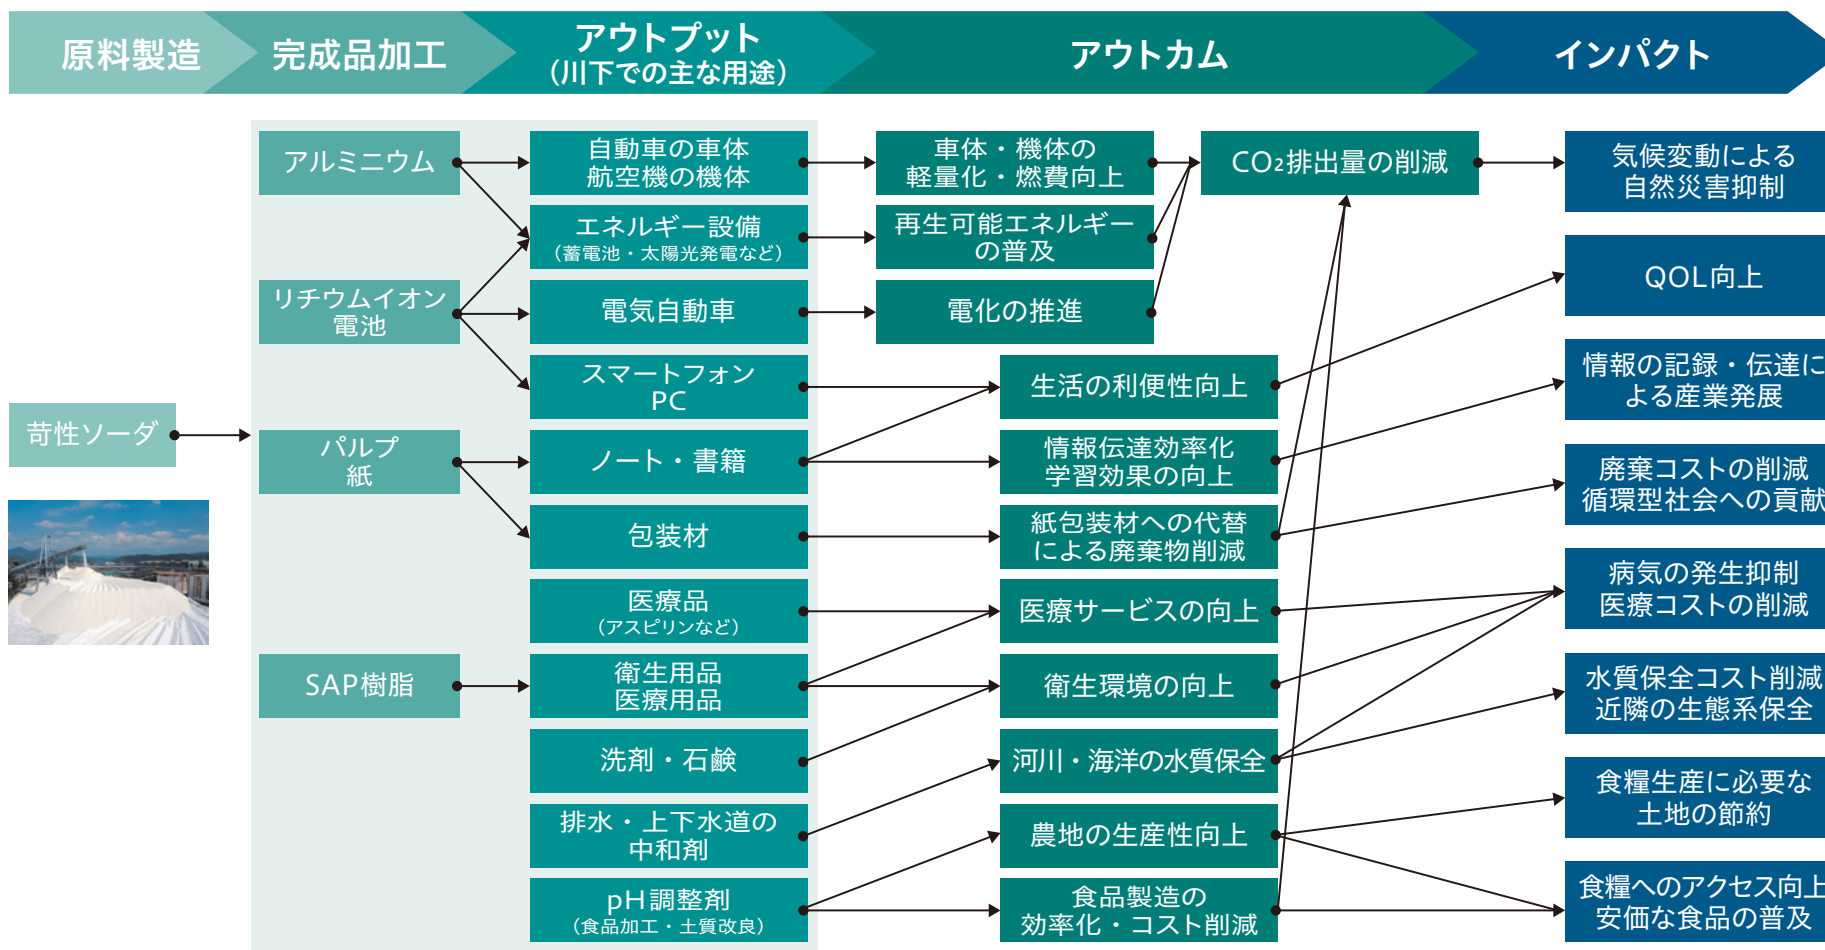 原料製造
完成品加工
アウトプット
（川下での主な用途）
アウトカム
インパクト
苛性ソーダ
アルミニウム
リチウムイオン
電池
パルプ
紙
SAP樹脂
自動車の車体
航空機の機体
エネルギー設備
（蓄電池・太陽光発電など）
電気自動車
スマートフォン
PC
ノート・書籍
包装材
医療品
（アスピリンなど）
衛生用品
医療用品
洗剤・石鹸
排水・上下水道の
中和剤
pH調整剤
（食品加工・土質改良）
車体・機体の
軽量化・燃費向上
再生可能エネルギー
の普及
電化の推進
生活の利便性向上
情報伝達効率化
学習効果の向上
紙包装材への代替
による廃棄物削減
医療サービスの向上
衛生環境の向上
河川・海洋の水質保全
農地の生産性向上
食品製造の
効率化・コスト削減
CO₂排出量の削減
気候変動による
自然災害抑制
QOL向上
情報の記録・伝達に
よる産業発展
廃棄コストの削減
循環型社会への貢献
病気の発生抑制
医療コストの削減
水質保全コスト削減
近隣の生態系保全
食糧生産に必要な
土地の節約
食糧へのアクセス向上
安価な食品の普及